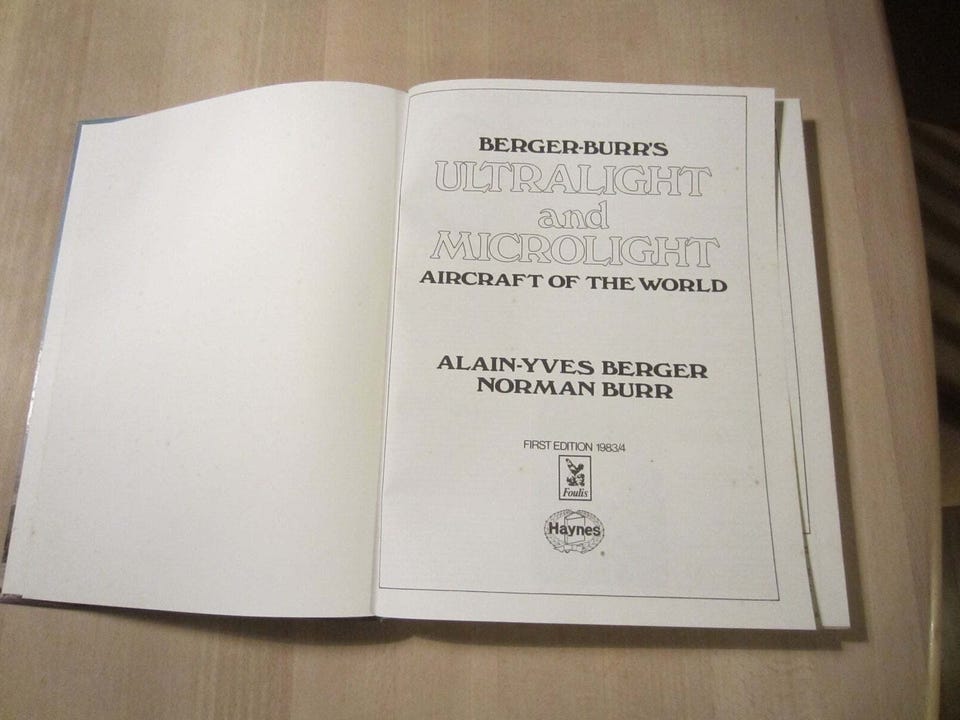 BERGER-BURR'S
ULTRALIGHT
and
MICROLIGHT
AIRCRAFT OF THE WORLD
ALAIN-YVES BERGER
NORMAN BURR
FIRST EDITION 1983/4
Foulis
Haynes
®